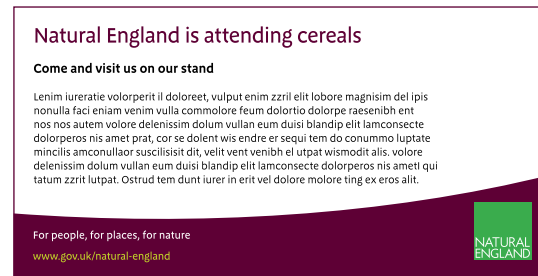 Natural England is attending cereals
Come and visit us on our stand
Lenim iureratie volorperit il doloreet, vulput enim zzril elit lobore magnisim del ipis
nonulla faci eniam venim vulla commolore feum dolortio dolorpe raesenibh ent
nos nos autem volore delenissim dolum vullan eum duisi blandip elit lamconsecte
dolorperos nis amet prat, cor se dolent wis endre er sequi tem do conummo luptate
mincilis amconullaor suscilisisit dit, velit vent venibh el utpat wismodit alis. volore
delenissim dolum vullan eum duisi blandip elit lamconsecte dolorperos nis ametl qui
tatum zzrit lutpat. Ostrud tem dunt iurer in erit vel dolore molore ting ex eros alit.
For people, for places, for nature
www.gov.uk/natural-england
NATURAL
ENGLAND